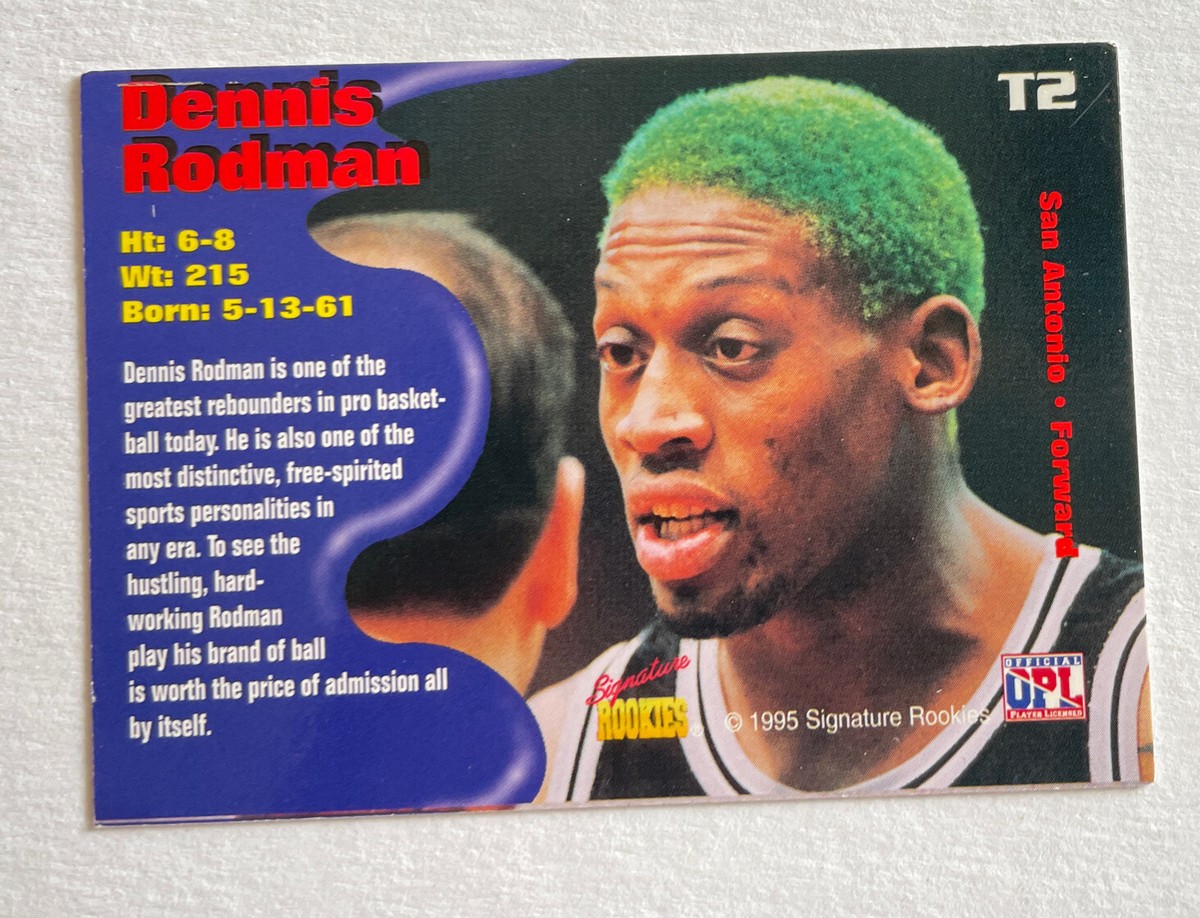 Dennis
Rodman
Ht: 6-8
Wt: 215
Born: 5-13-61
Dennis Rodman is one of the
greatest rebounders in pro basket-
ball today. He is also one of the
most distinctive, free-spirited
sports personalities in
any era. To see the
hustling, hard-
working Rodman
play his brand of ball
is worth the price of admission all
by itself.
T2
San Antonio • Forward
Signature
ROOKIES®
© 1995 Signature Rookies
OFFICIAL
OPL
PLAYER LICENSED